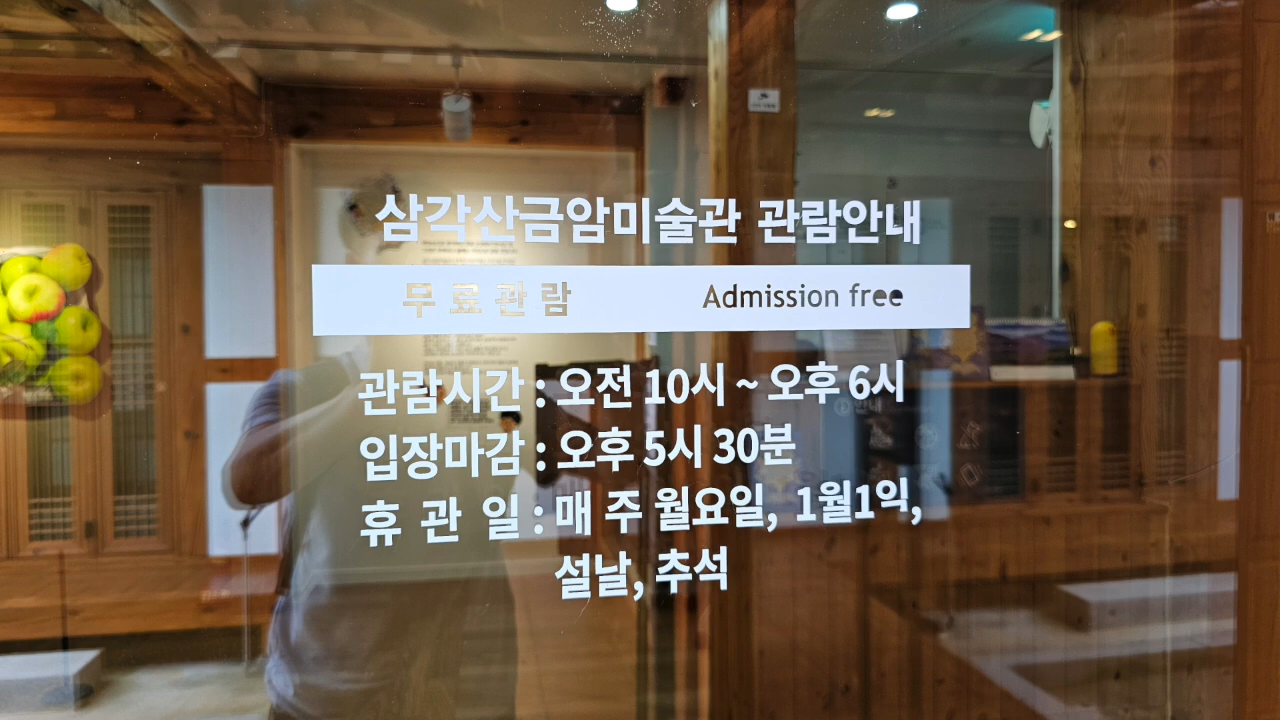 삼각산금암미술관 관람안내
무료관람 Admission free
관람시간 : 오전 10시 ~ 오후 6시
입장마감 : 오후 5시 30분
휴 관 일 : 매 주 월요일, 1월1익,
설날, 추석
안내